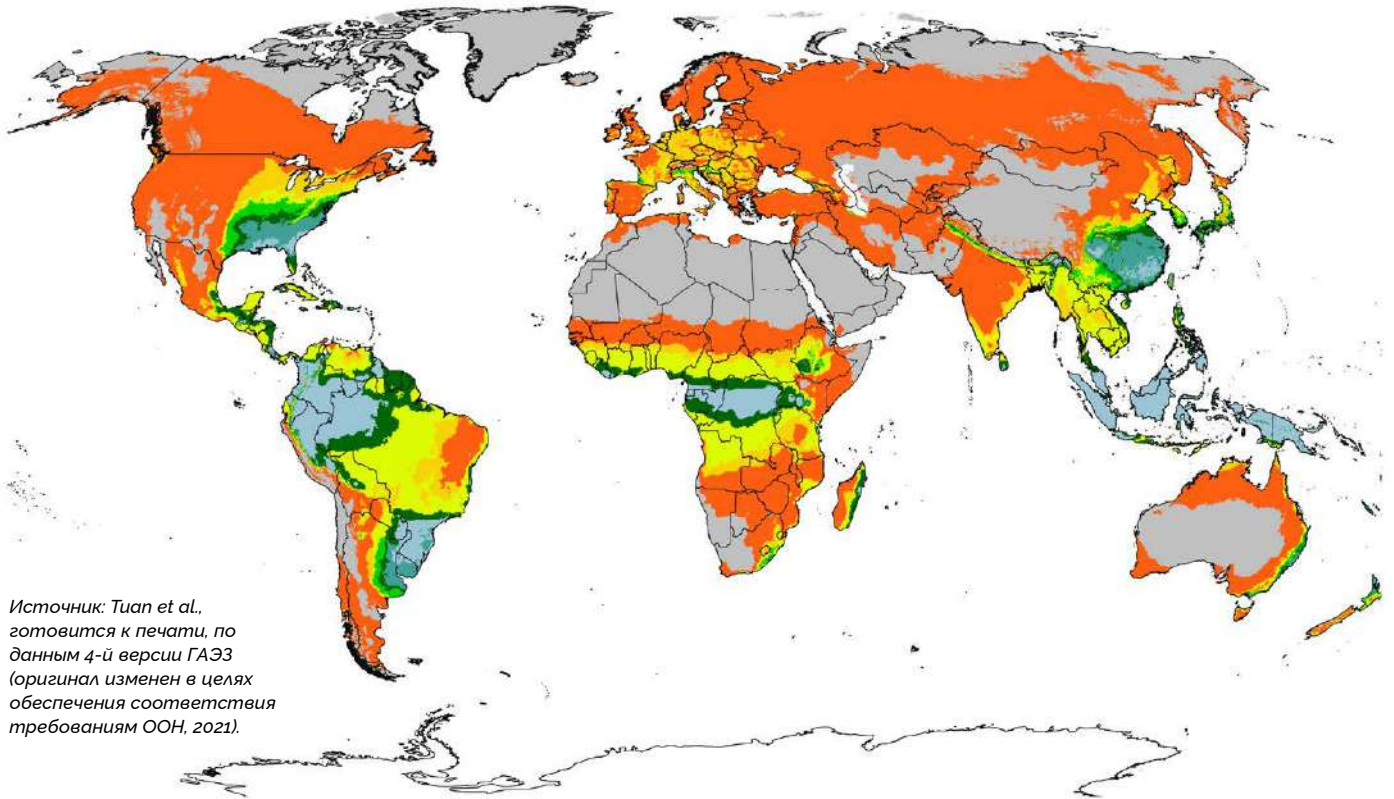 Источник: Tuan et al.,
готовится к печати, по
данным 4-й версии ГАЭЗ
(оригинал изменен в целях
обеспечения соответствия
требованиям ООН, 2021).